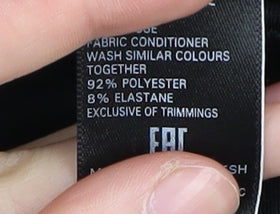 FABRIC CONDITIONER
WASH SIMILAR COLOURS
TOGETHER
92% POLYESTER
8% ELASTANE
EXCLUSIVE OF TRIMMINGS
EAC